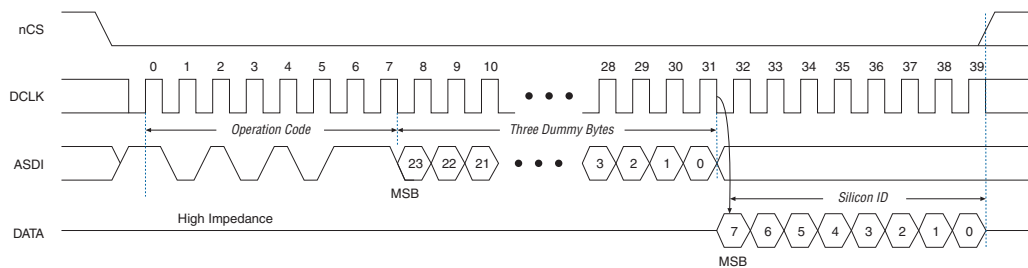 nCS
0 1 2 3 4 5 6 7 8 9 10 28 29 30 31 32 33 34 35 36 37 38 39
DCLK
Operation Code Three Dummy Bytes
ASDI 23 22 21 3 2 1 0
MSB
Silicon ID
High Impedance
DATA 7 6 5 4 3 2 1 0
MSB